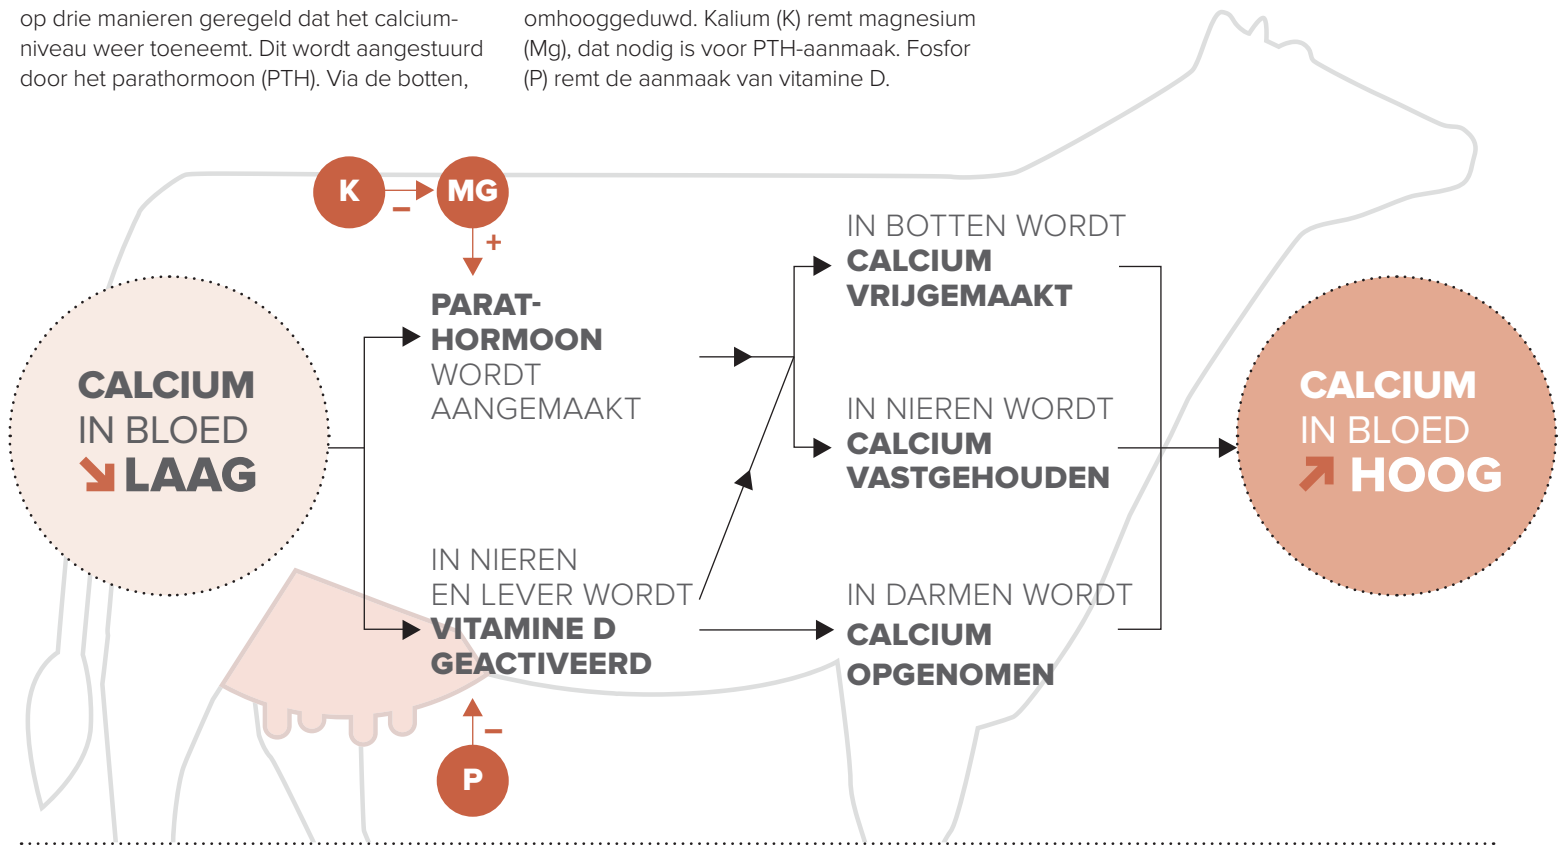 op drie manieren geregeld dat het calcium-
niveau weer toeneemt. Dit wordt aangestuurd
door het parathormoon (PTH). Via de botten,
omhooggeduwd. Kalium (K) remt magnesium
(Mg), dat nodig is voor PTH-aanmaak. Fosfor
(P) remt de aanmaak van vitamine D.
K
–
MG
+
CALCIUM
IN BLOED
LAAG
PARAT-
HORMOON
WORDT
AANGEMAAKT
IN NIEREN
EN LEVER WORDT
VITAMINE D
GEACTIVEERD
–
P
IN BOTTEN WORDT
CALCIUM
VRIJGEMAAKT
IN NIEREN WORDT
CALCIUM
VASTGEHOUDEN
IN DARMEN WORDT
CALCIUM
OPGENOMEN
CALCIUM
IN BLOED
HOOG